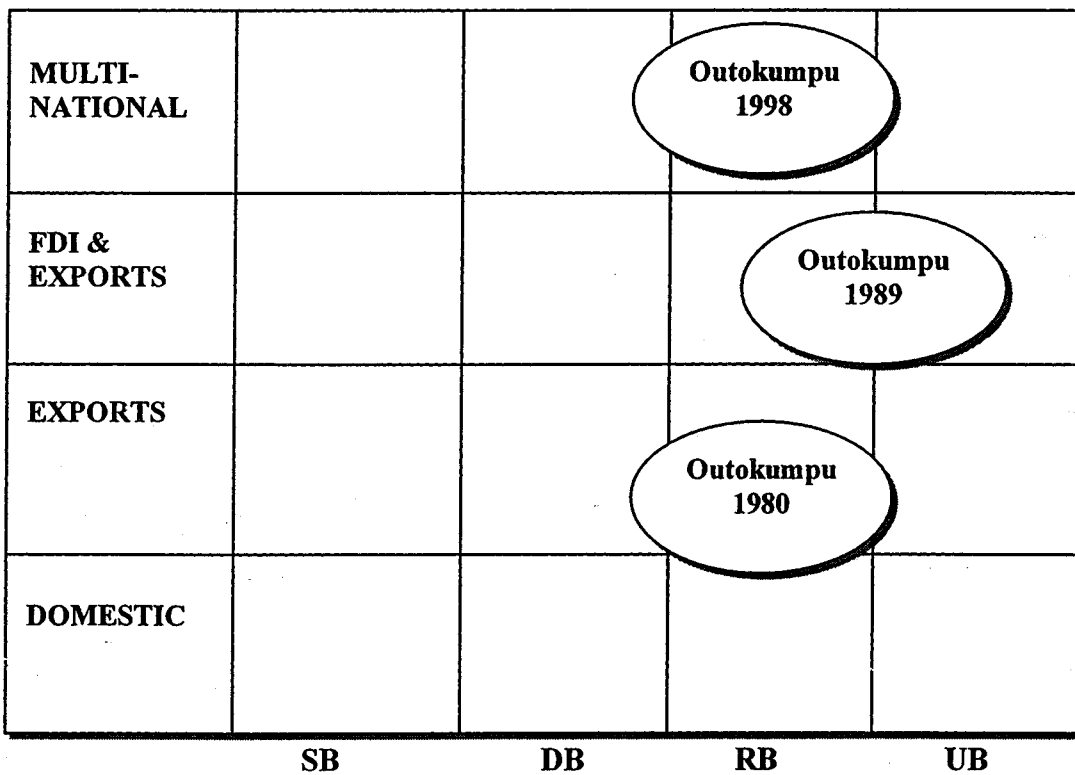 MULTI-
NATIONAL
Outokumpu
1998
FDI &
EXPORTS
Outokumpu
1989
EXPORTS
Outokumpu
1980
DOMESTIC
SB DB RB UB